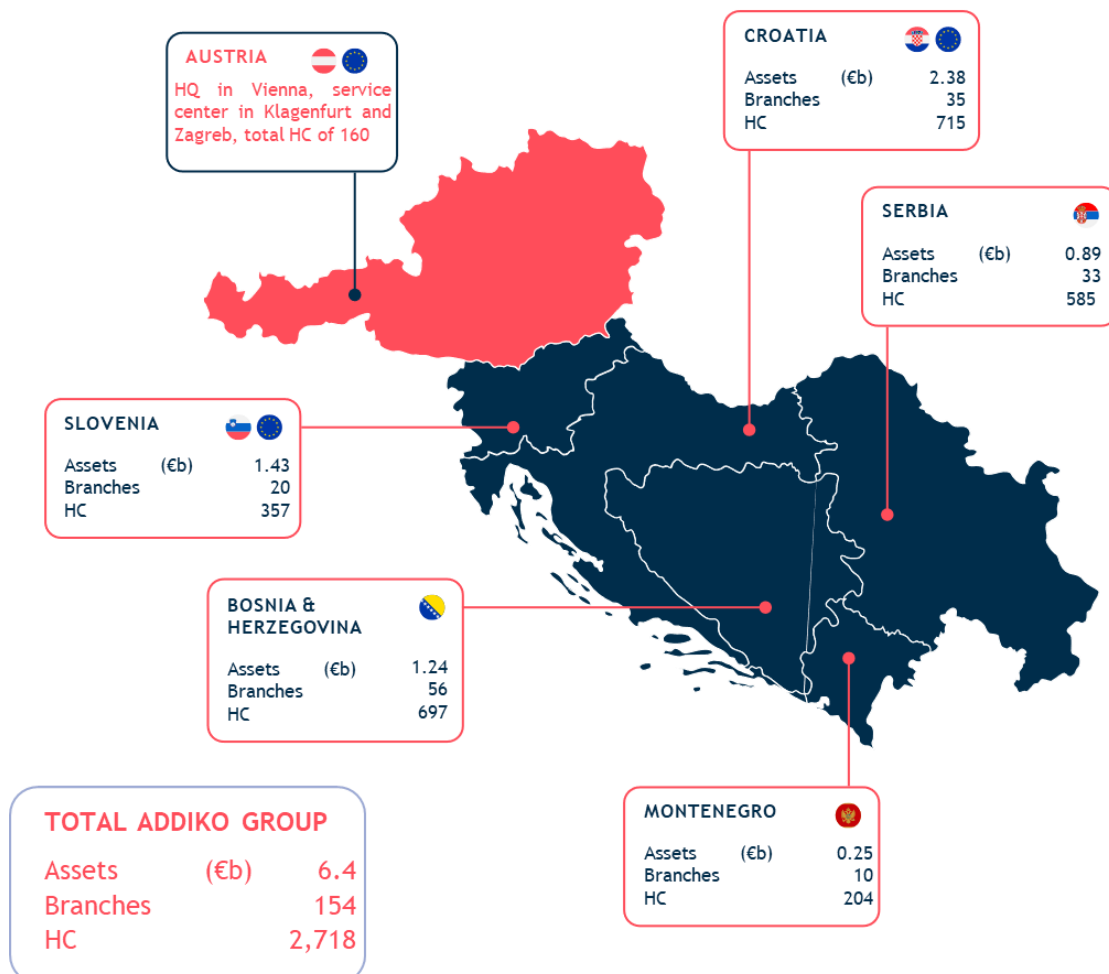 AUSTRIA
HQ in Vienna, service
center in Klagenfurt and
Zagreb, total HC of 160
CROATIA
Assets (€b) 2.38
Branches 35
HC 715
SERBIA
Assets (€b) 0.89
Branches 33
HC 585
SLOVENIA
Assets (€b) 1.43
Branches 20
HC 357
BOSNIA &
HERZEGOVINA
Assets (€b) 1.24
Branches 56
HC 697
MONTENEGRO
Assets (€b) 0.25
Branches 10
HC 204
TOTAL ADDIKO GROUP
Assets (€b) 6.4
Branches 154
HC 2,718